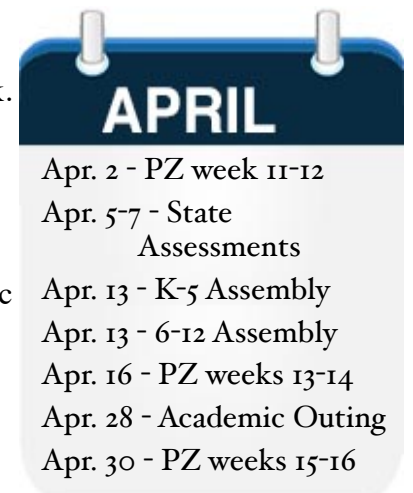 APRIL
Apr. 2 - PZ week 11-12
Apr. 5-7 - State
Assessments
Apr. 13 - K-5 Assembly
Apr. 13 - 6-12 Assembly
Apr. 16 - PZ weeks 13-14
Apr. 28 - Academic Outing
Apr. 30 - PZ weeks 15-16